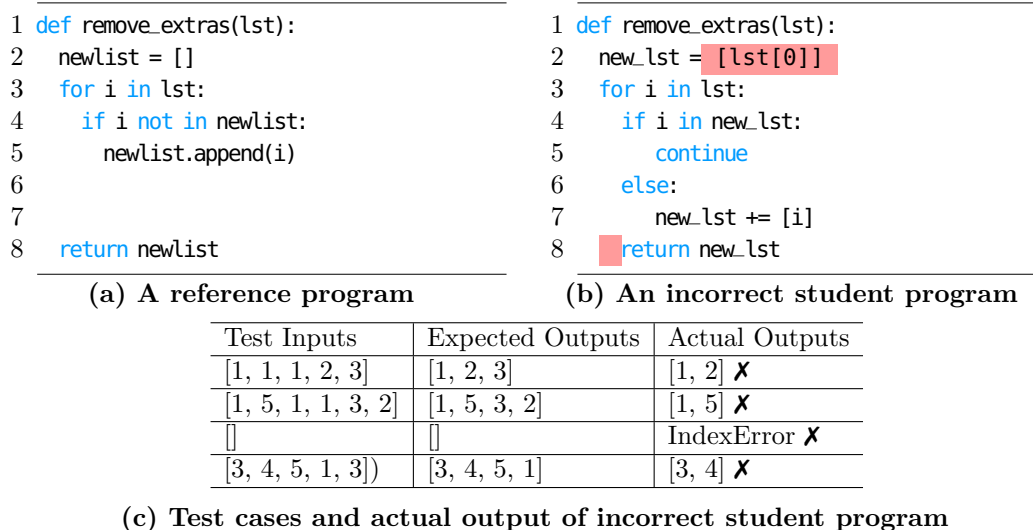 1 def remove_extras(lst):
2 newlist = []
3 for i in lst:
4 if i not in newlist:
5 newlist.append(i)
6
7
8 return newlist
(a) A reference program
1 def remove_extras(lst):
2 new_lst = [lst[0]]
3 for i in lst:
4 if i in new_lst:
5 continue
6 else:
7 new_lst += [i]
8 return new_lst
(b) An incorrect student program
Test Inputs Expected Outputs Actual Outputs
[1, 1, 1, 2, 3] [1, 2, 3] [1, 2] ✗
[1, 5, 1, 1, 3, 2] [1, 5, 3, 2] [1, 5] ✗
[] [] IndexError ✗
[3, 4, 5, 1, 3]) [3, 4, 5, 1] [3, 4] ✗
(c) Test cases and actual output of incorrect student program